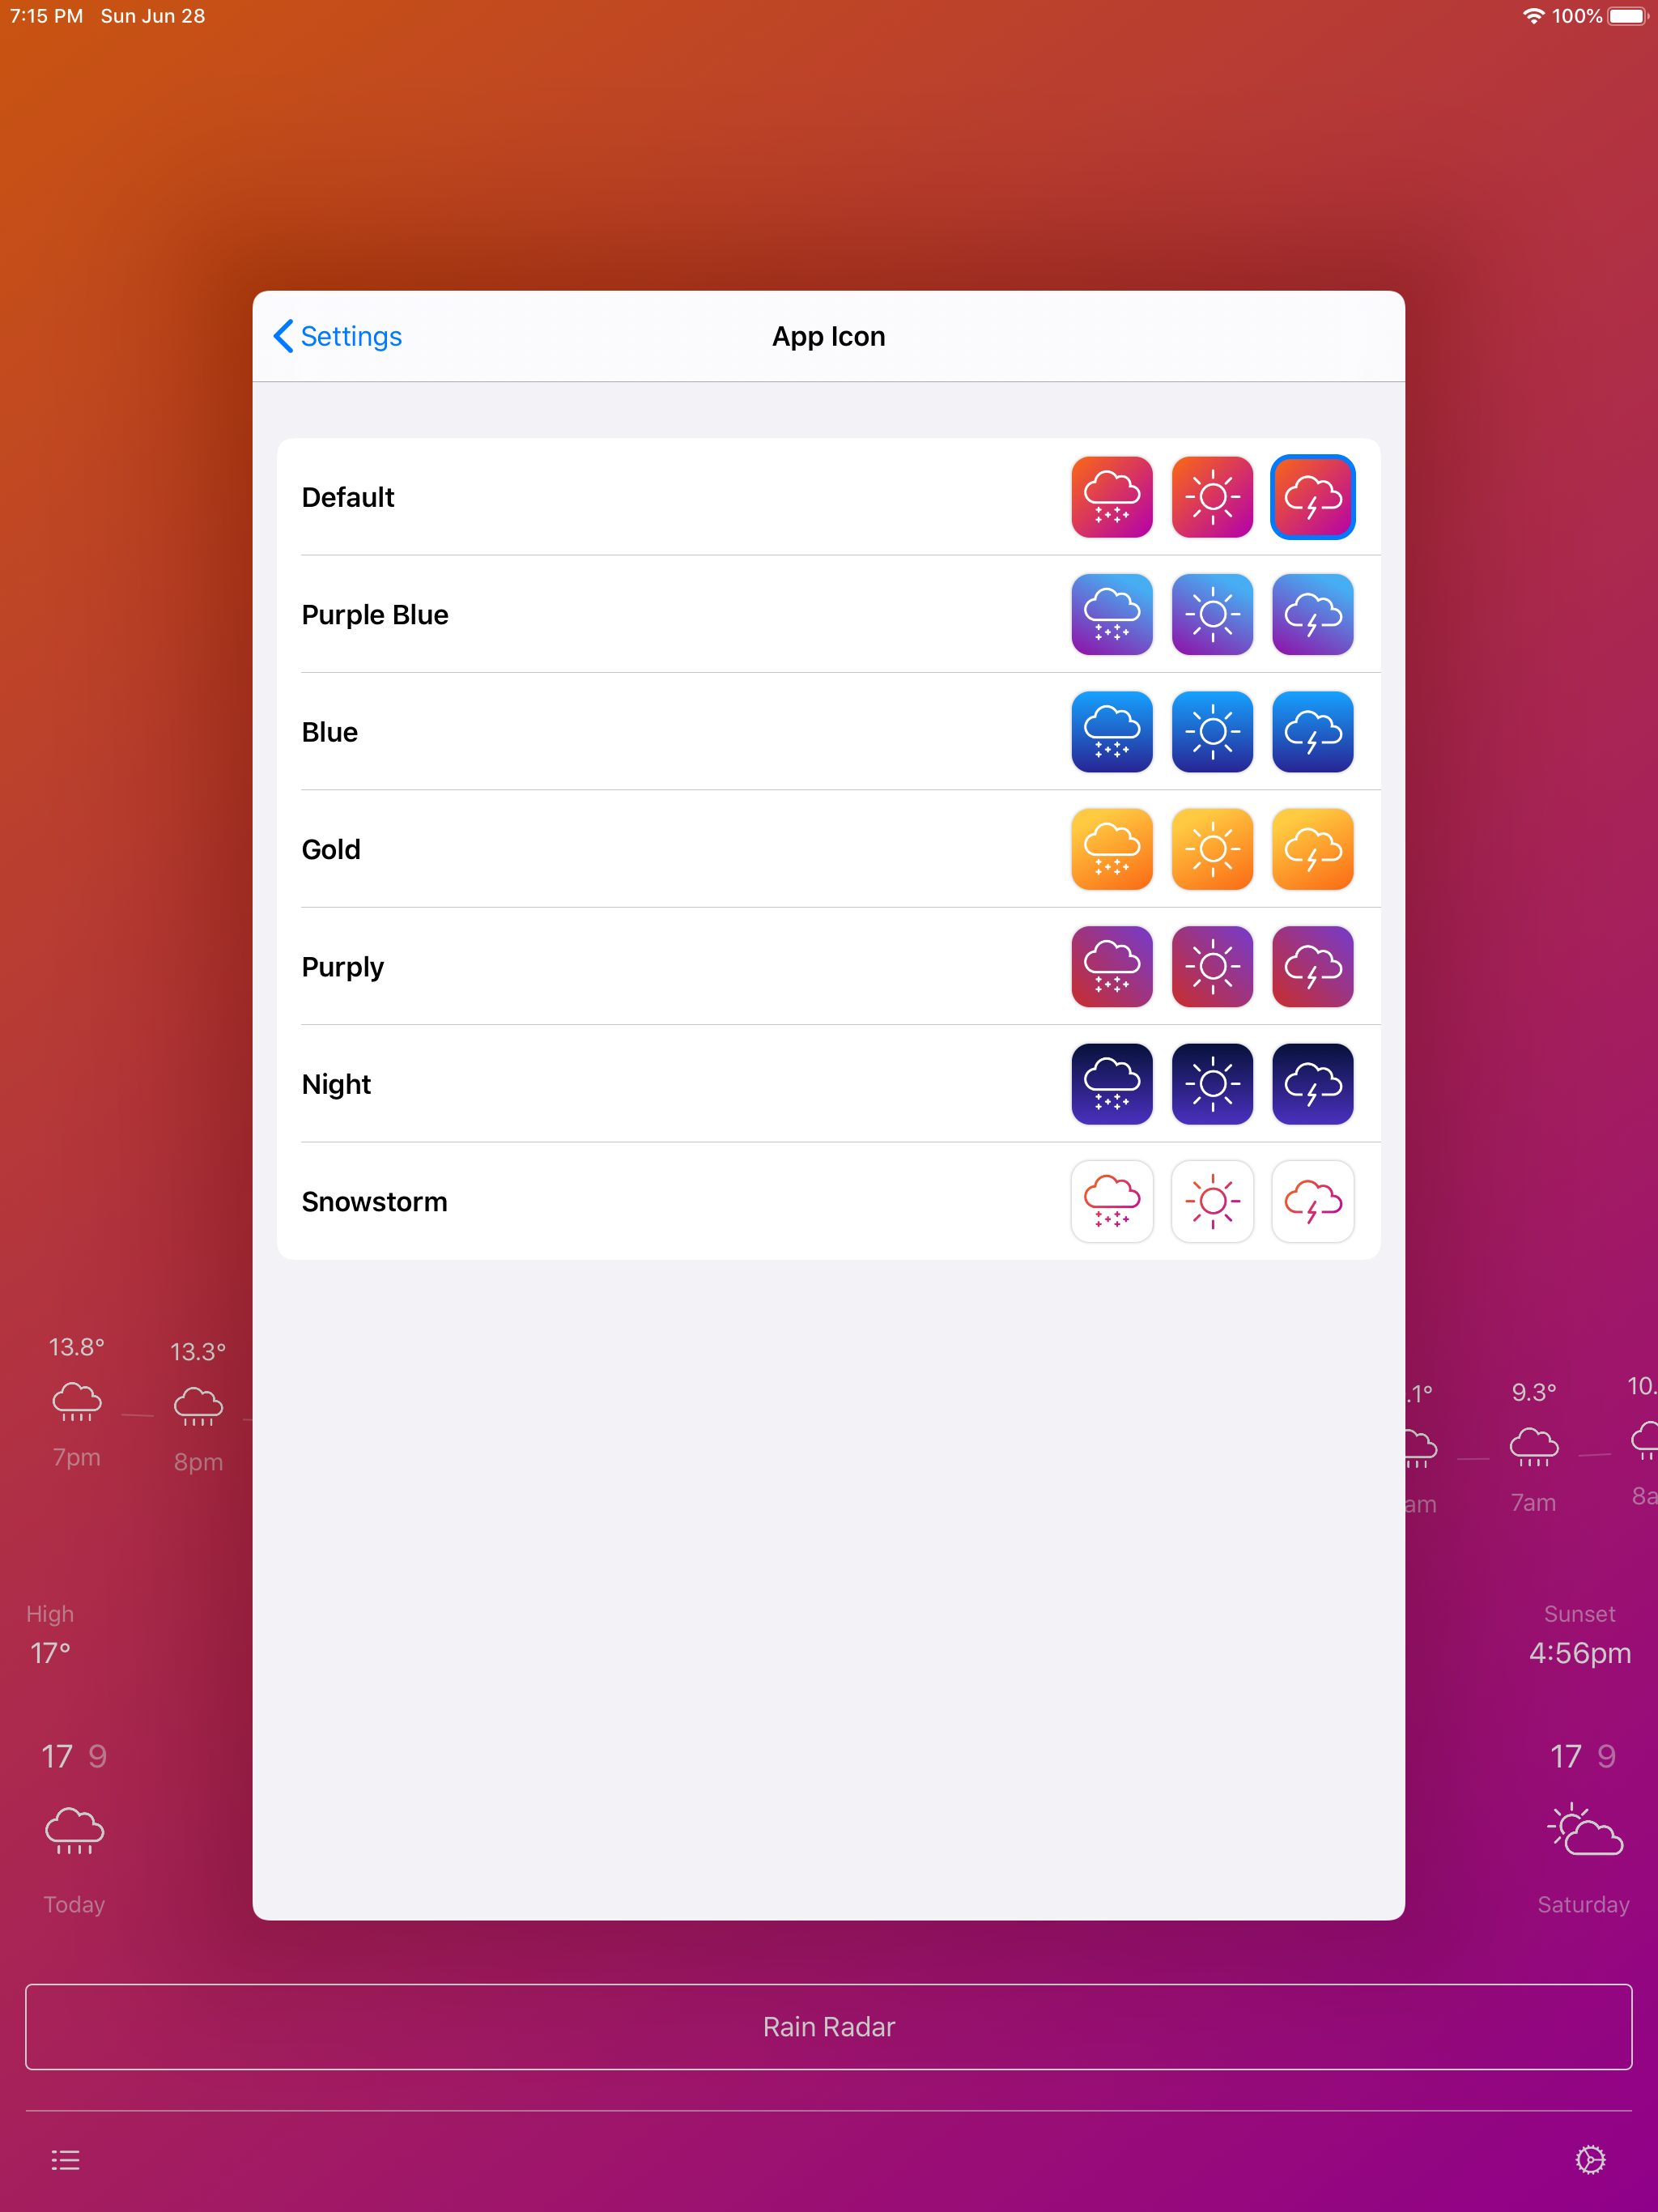 7:15 PM Sun Jun 28 100%
Settings App Icon
Default
Purple Blue
Blue
Gold
Purply
Night
Snowstorm
13.8° 13.3° .1° 9.3° 10.
7pm 8pm am 7am 8a
High Sunset
17° 4:56pm
17 9 17 9
Today Saturday
Rain Radar